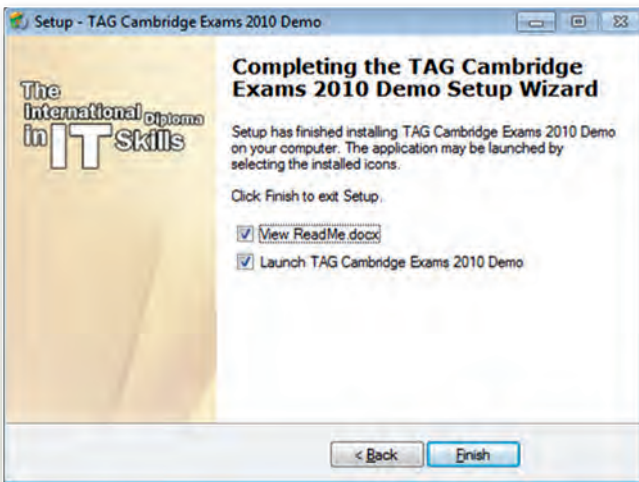 Setup - TAG Cambridge Exams 2010 Demo
The
International Diploma
in IT Skills
Completing the TAG Cambridge
Exams 2010 Demo Setup Wizard
Setup has finished installing TAG Cambridge Exams 2010 Demo
on your computer. The application may be launched by
selecting the installed icons.
Click Finish to exit Setup.
View ReadMe.docx
Launch TAG Cambridge Exams 2010 Demo
< Back
Finish